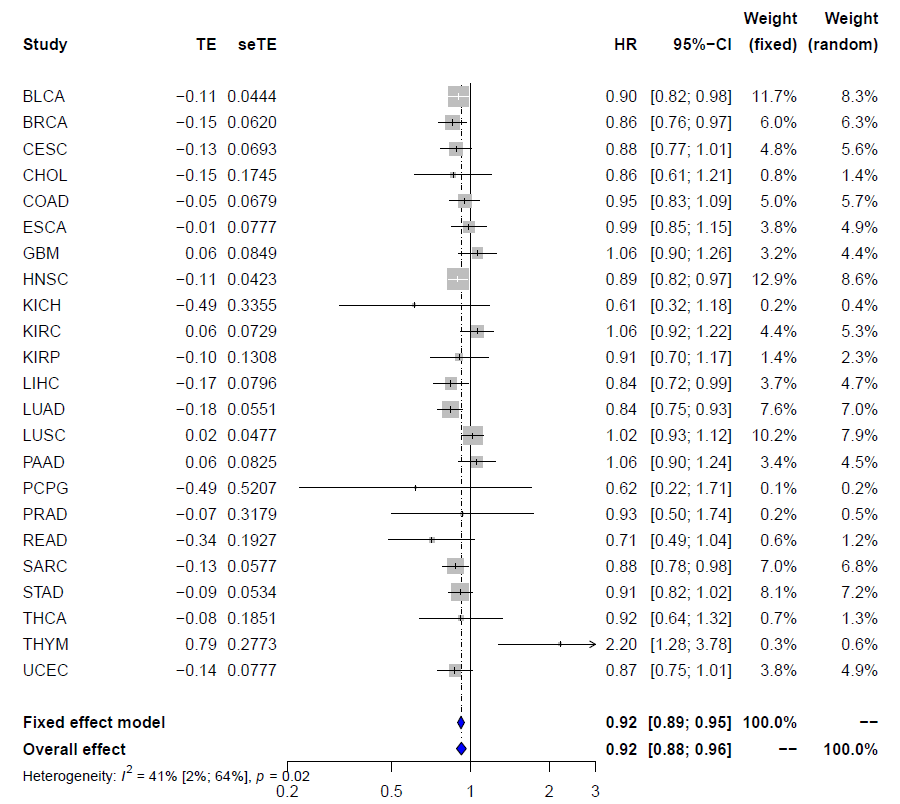 Weight Weight
Study TE seTE HR 95%−CI (fixed) (random)
BLCA −0.11 0.0444 0.90 [0.82; 0.98] 11.7% 8.3%
BRCA −0.15 0.0620 0.86 [0.76; 0.97] 6.0% 6.3%
CESC −0.13 0.0693 0.88 [0.77; 1.01] 4.8% 5.6%
CHOL −0.15 0.1745 0.86 [0.61; 1.21] 0.8% 1.4%
COAD −0.05 0.0679 0.95 [0.83; 1.09] 5.0% 5.7%
ESCA −0.01 0.0777 0.99 [0.85; 1.15] 3.8% 4.9%
GBM 0.06 0.0849 1.06 [0.90; 1.26] 3.2% 4.4%
HNSC −0.11 0.0423 0.89 [0.82; 0.97] 12.9% 8.6%
KICH −0.49 0.3355 0.61 [0.32; 1.18] 0.2% 0.4%
KIRC 0.06 0.0729 1.06 [0.92; 1.22] 4.4% 5.3%
KIRP −0.10 0.1308 0.91 [0.70; 1.17] 1.4% 2.3%
LIHC −0.17 0.0796 0.84 [0.72; 0.99] 3.7% 4.7%
LUAD −0.18 0.0551 0.84 [0.75; 0.93] 7.6% 7.0%
LUSC 0.02 0.0477 1.02 [0.93; 1.12] 10.2% 7.9%
PAAD 0.06 0.0825 1.06 [0.90; 1.24] 3.4% 4.5%
PCPG −0.49 0.5207 0.62 [0.22; 1.71] 0.1% 0.2%
PRAD −0.07 0.3179 0.93 [0.50; 1.74] 0.2% 0.5%
READ −0.34 0.1927 0.71 [0.49; 1.04] 0.6% 1.2%
SARC −0.13 0.0577 0.88 [0.78; 0.98] 7.0% 6.8%
STAD −0.09 0.0534 0.91 [0.82; 1.02] 8.1% 7.2%
THCA −0.08 0.1851 0.92 [0.64; 1.32] 0.7% 1.3%
THYM 0.79 0.2773 2.20 [1.28; 3.78] 0.3% 0.6%
UCEC −0.14 0.0777 0.87 [0.75; 1.01] 3.8% 4.9%
Fixed effect model 0.92 [0.89; 0.95] 100.0% −−
Overall effect 0.92 [0.88; 0.96] −− 100.0%
Heterogeneity: I² = 41% [2%; 64%], p = 0.02
0.2 0.5 1 2 3